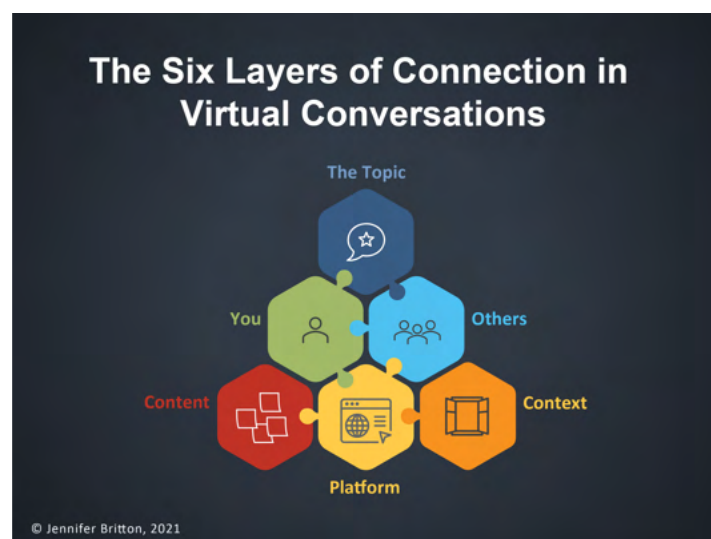 The Six Layers of Connection in
Virtual Conversations
The Topic
You
Others
Content
Context
Platform
© Jennifer Britton, 2021